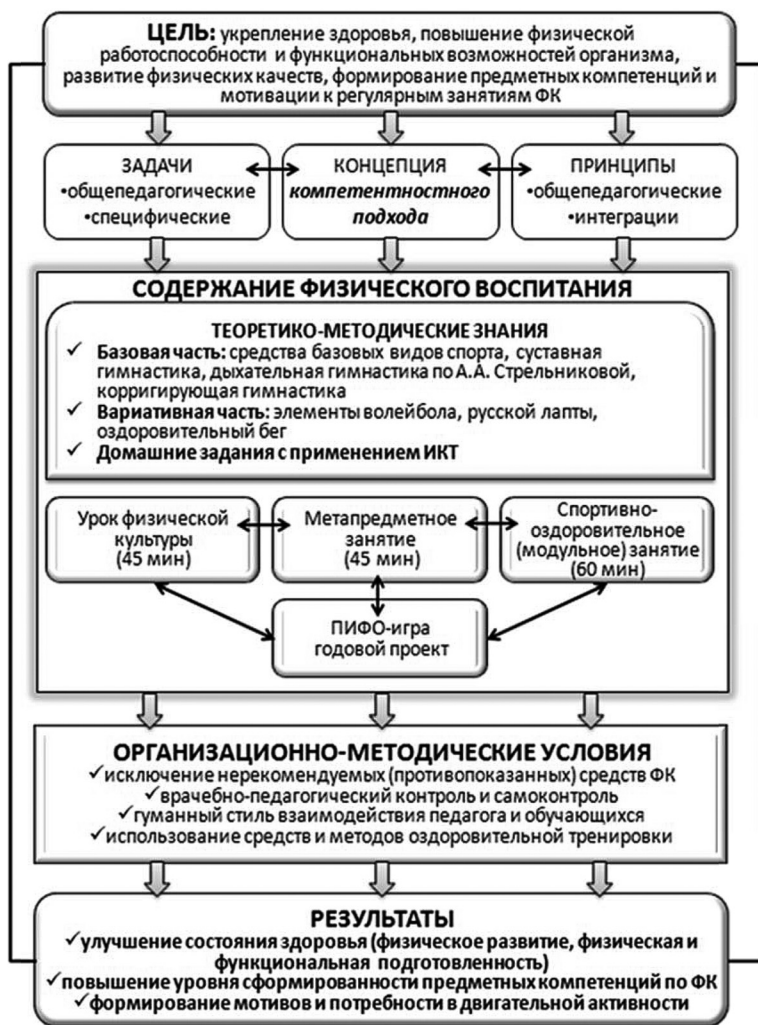 ЦЕЛЬ: укрепление здоровья, повышение физической
работоспособности и функциональных возможностей организма,
развитие физических качеств, формирование предметных компетенций и
мотивации к регулярным занятиям ФК
ЗАДАЧИ
•общепедагогические
•специфические
КОНЦЕПЦИЯ
компетентностного
подхода
ПРИНЦИПЫ
•общепедагогические
•интеграции
СОДЕРЖАНИЕ ФИЗИЧЕСКОГО ВОСПИТАНИЯ
ТЕОРЕТИКО-МЕТОДИЧЕСКИЕ ЗНАНИЯ
✓ Базовая часть: средства базовых видов спорта, суставная
гимнастика, дыхательная гимнастика по А.А. Стрельниковой,
корригирующая гимнастика
✓ Вариативная часть: элементы волейбола, русской лапты,
оздоровительный бег
✓ Домашние задания с применением ИКТ
Урок физической
культуры
(45 мин)
Метапредметное
занятие
(45 мин)
Спортивно-
оздоровительное
(модульное) занятие
(60 мин)
ПИФО-игра
годовой проект
ОРГАНИЗАЦИОННО-МЕТОДИЧЕСКИЕ УСЛОВИЯ
✓исключение нерекомендуемых (противопоказанных) средств ФК
✓врачебно-педагогический контроль и самоконтроль
✓гуманный стиль взаимодействия педагога и обучающихся
✓использование средств и методов оздоровительной тренировки
РЕЗУЛЬТАТЫ
✓улучшение состояния здоровья (физическое развитие, физическая и
функциональная подготовленность)
✓повышение уровня сформированности предметных компетенций по ФК
✓формирование мотивов и потребности в двигательной активности